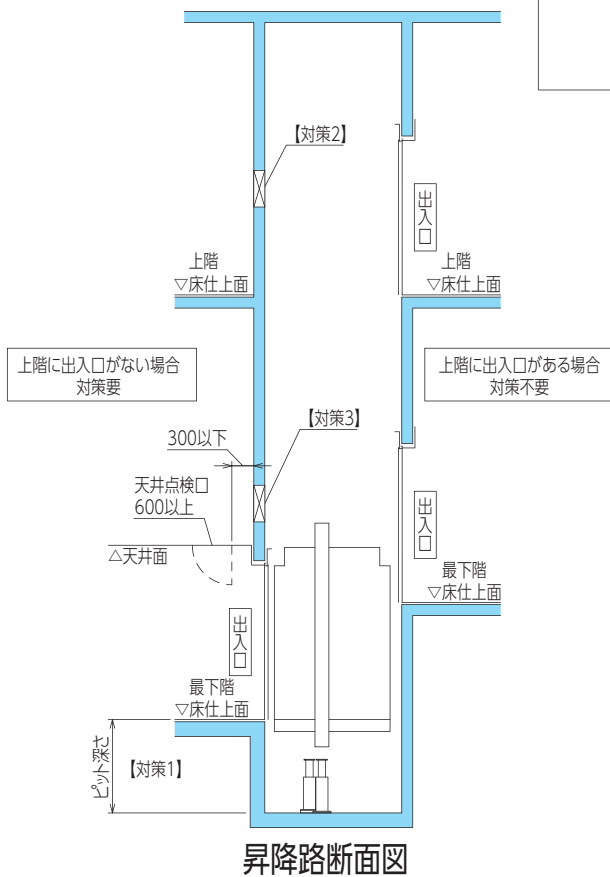 【対策2】
出入口
上階
▽床仕上面
上階
▽床仕上面
上階に出入口がない場合
対策要
上階に出入口がある場合
対策不要
【対策3】
300以下
天井点検口
600以上
△天井面
出入口
最下階
▽床仕上面
出入口
最下階
▽床仕上面
ピット深さ
【対策1】
昇降路断面図